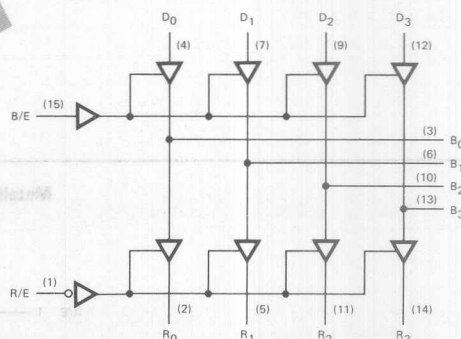 D0 D1 D2 D3
(4) (7) (9) (12)
B/E (15)
(3) B0
(6) B1
(10) B2
(13) B3
R/E (1)
(2) (5) (11) (14)
R0 R1 R2 R3